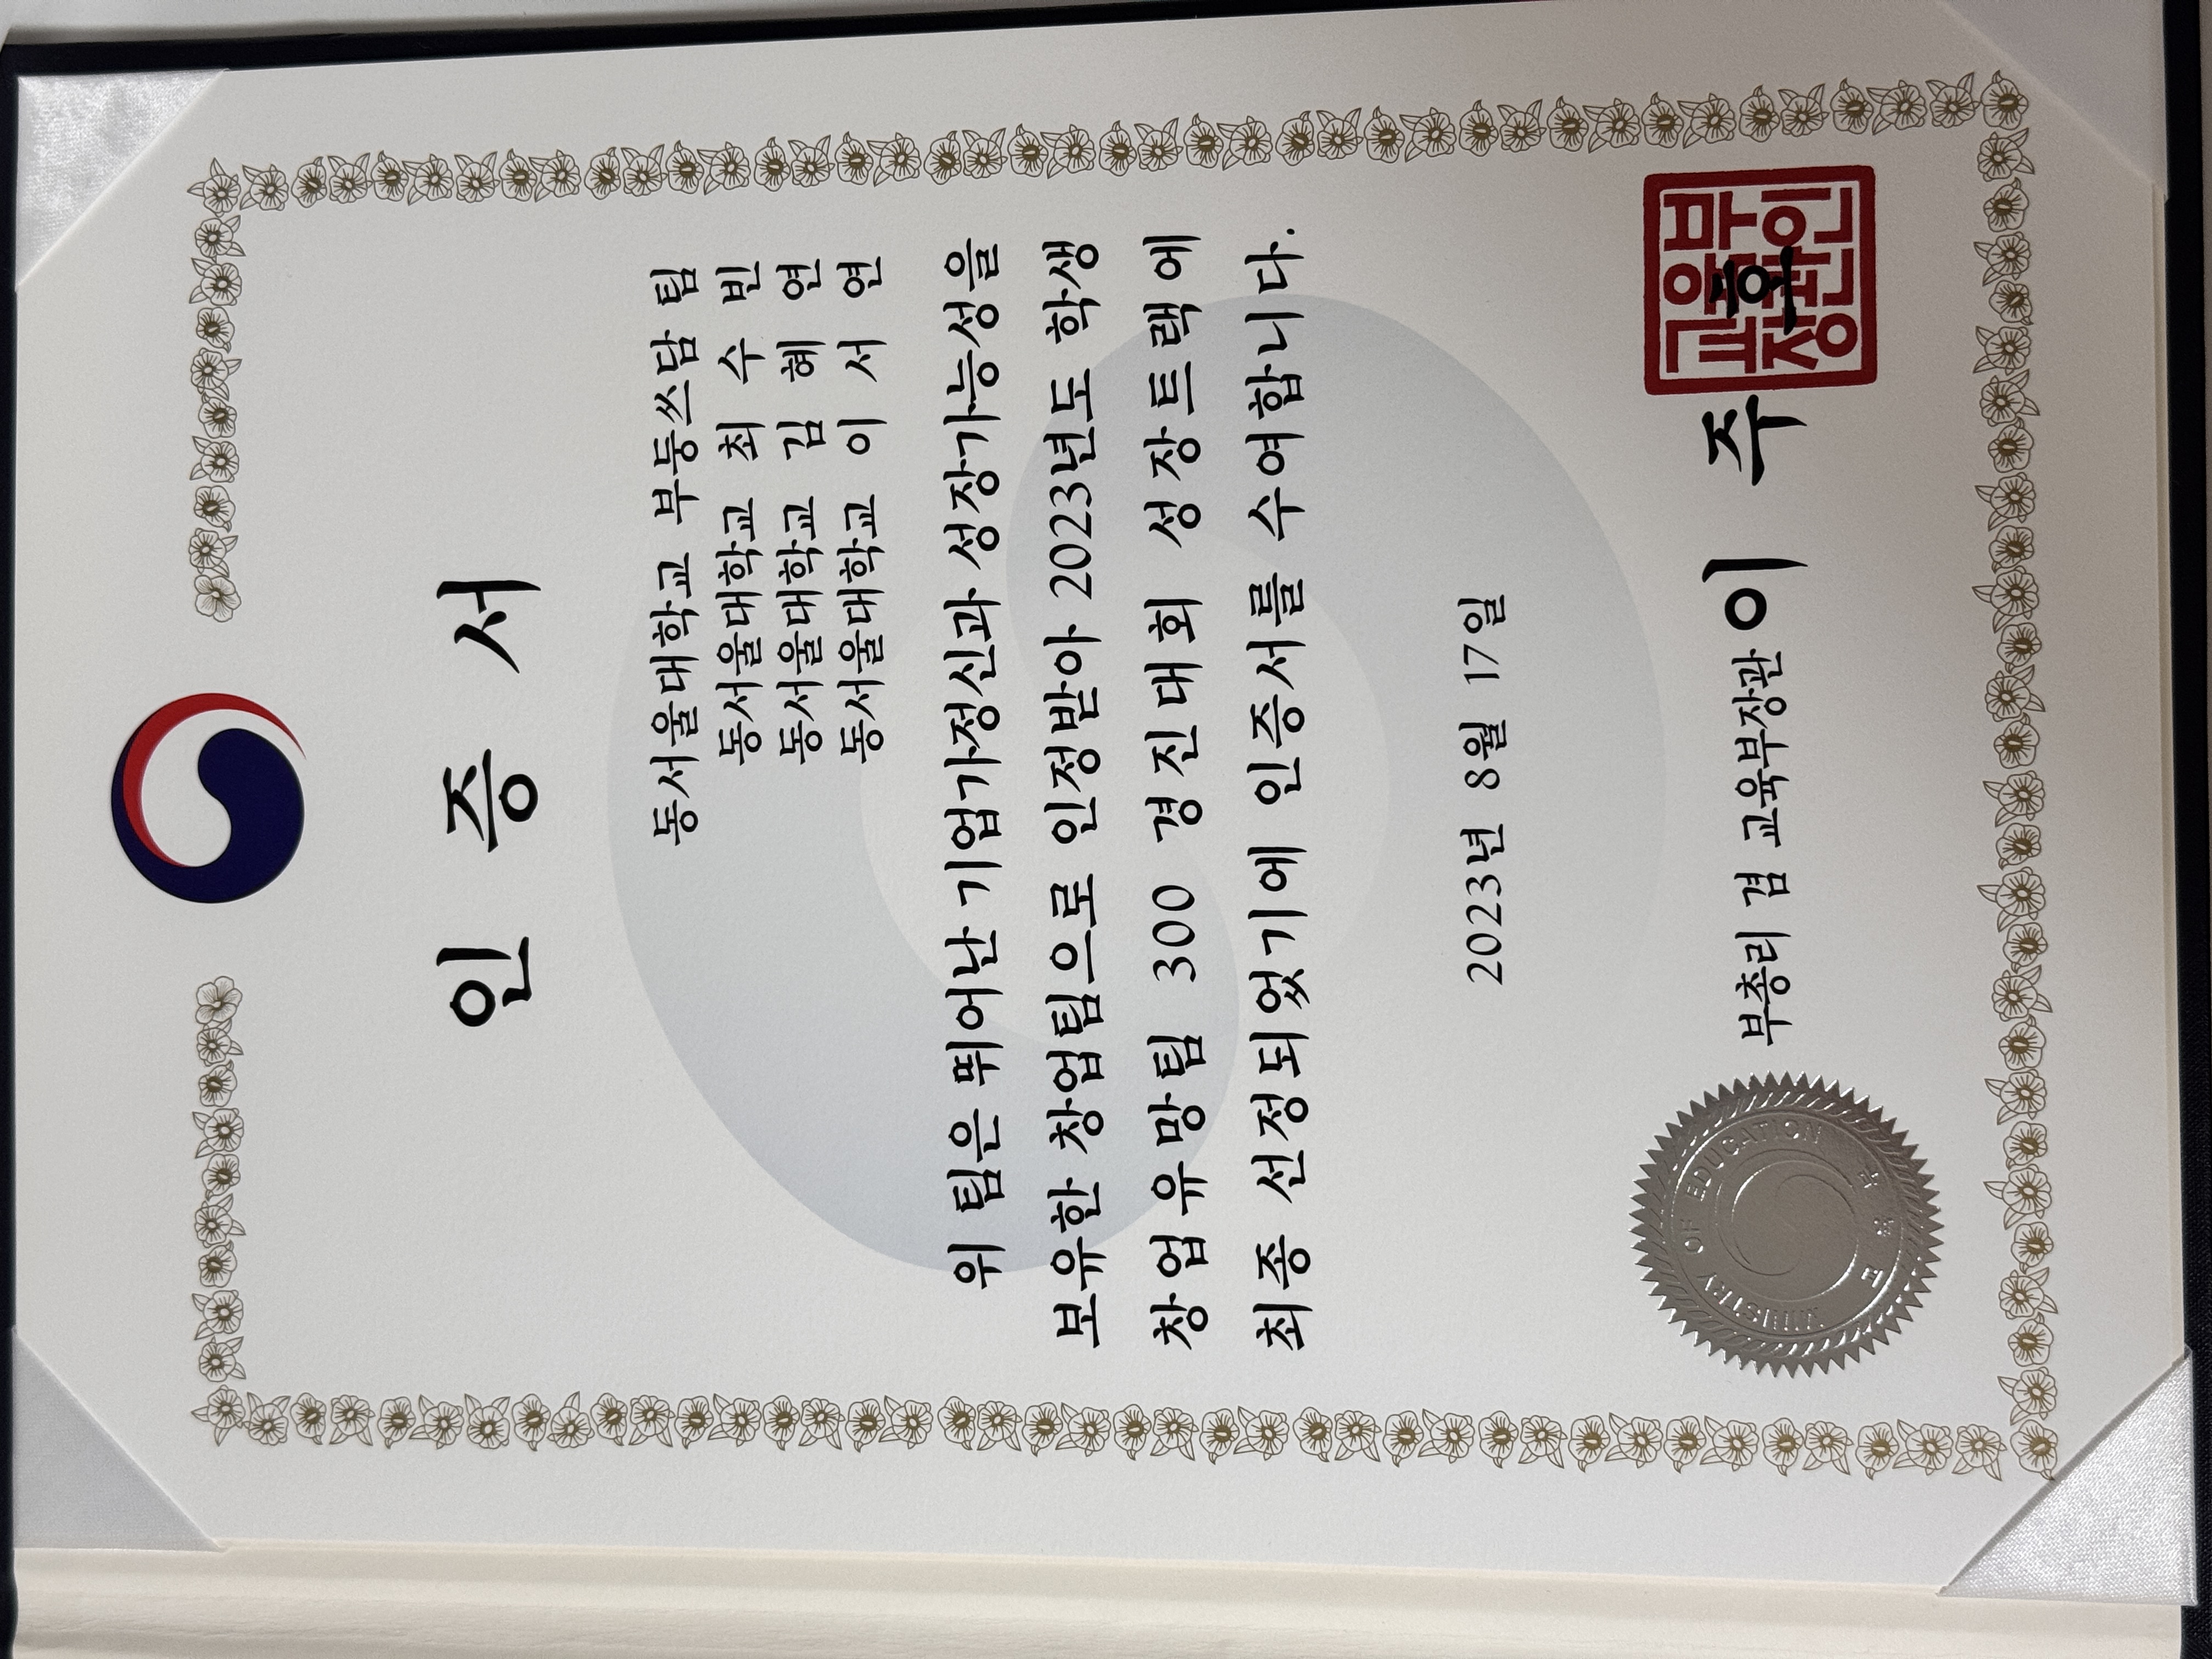 인 증 서
동서울대학교 부둥쓰담 팀
동서울대학교 최 수 빈
동서울대학교 김 혜 연
동서울대학교 이 서 연
위 팀은 뛰어난 기업가정신과 성장가능성을
보유한 창업팀으로 인정받아 2023년도 학생
창업유망팀 300 경진대회 성장트랙에
최종 선정되었기에 인증서를 수여합니다.
2023년 8월 17일
MINISTRY OF EDUCATION
교육부
부총리 겸 교육부장관 이 주 호
교육부
장관인